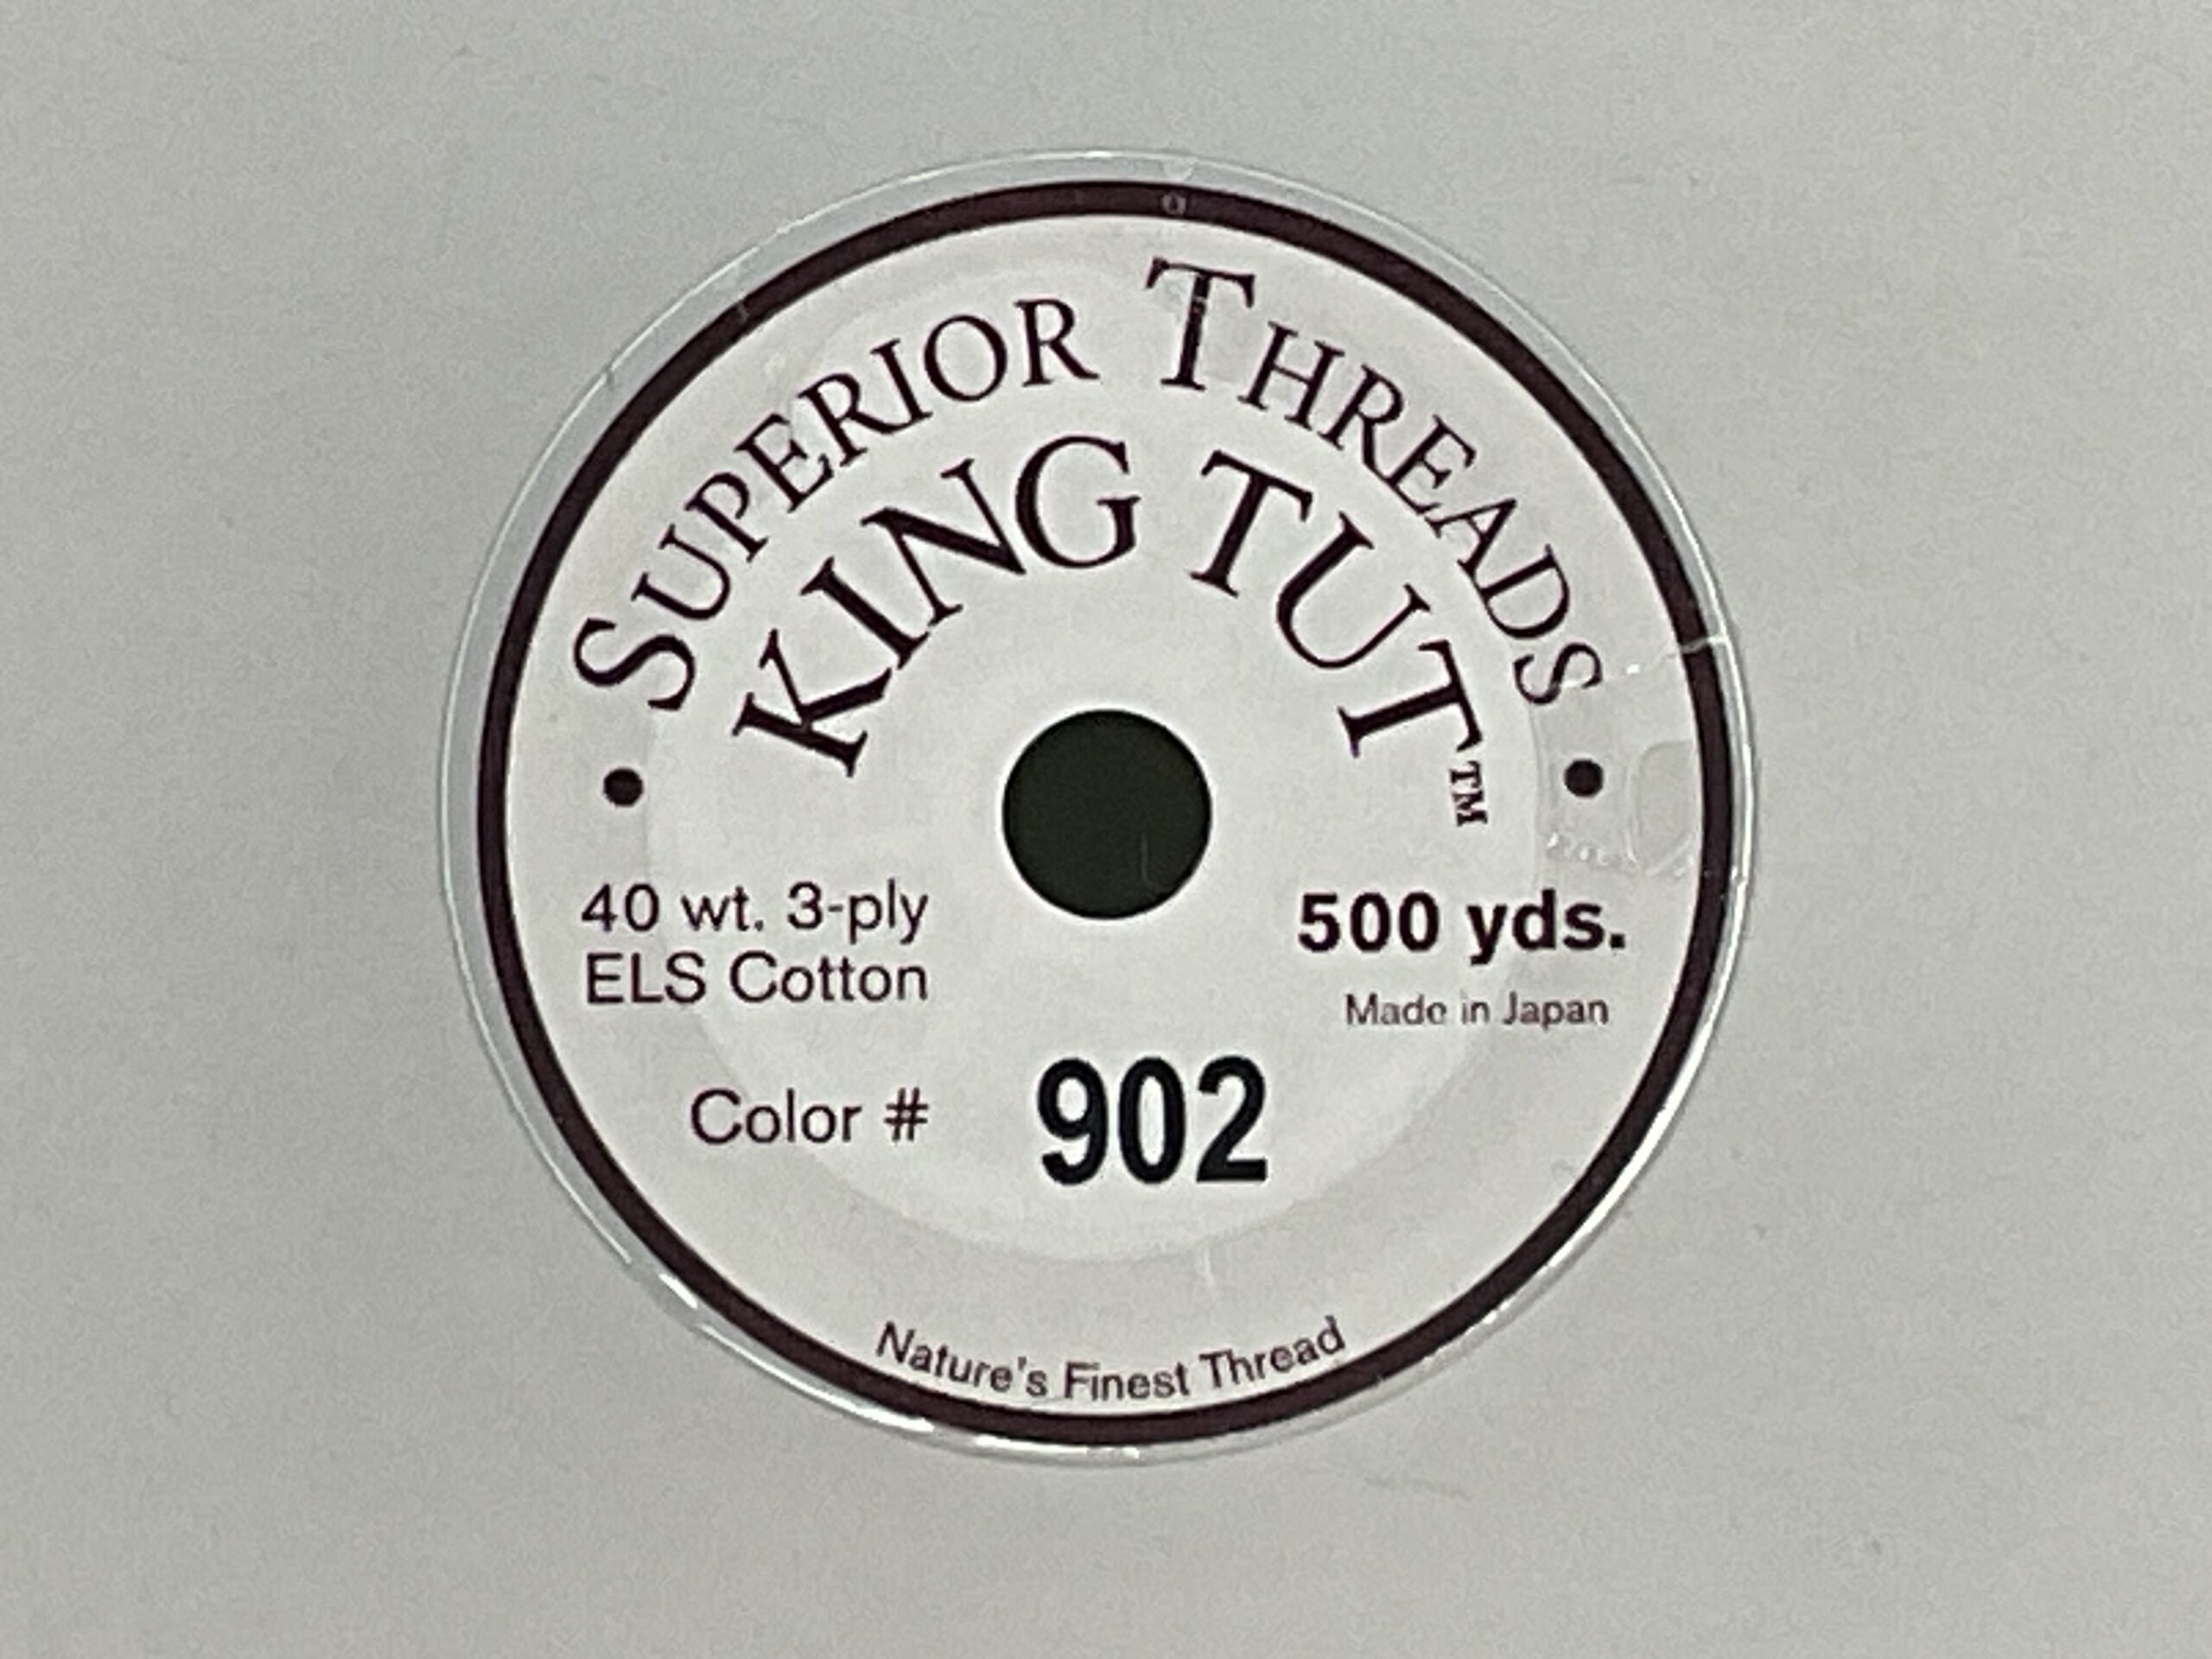 SUPERIOR THREADS
KING TUT™
40 wt. 3-ply
ELS Cotton
500 yds.
Made in Japan
Color # 902
Nature's Finest Thread